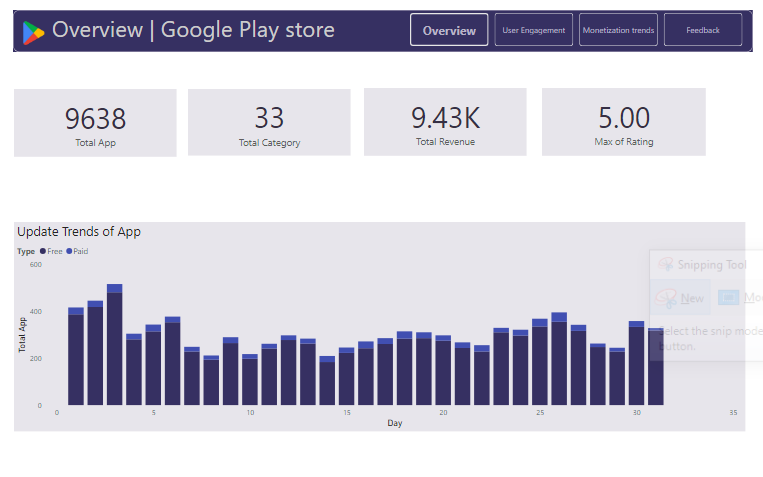 Overview | Google Play store
Overview
User Engagement
Monetization trends
Feedback
9638
Total App
33
Total Category
9.43K
Total Revenue
5.00
Max of Rating
Update Trends of App
Type Free Paid
600
400
200
0
Total App
0 5 10 15 20 25 30 35
Day
Snipping Tool
New
Select the snip mode
button.